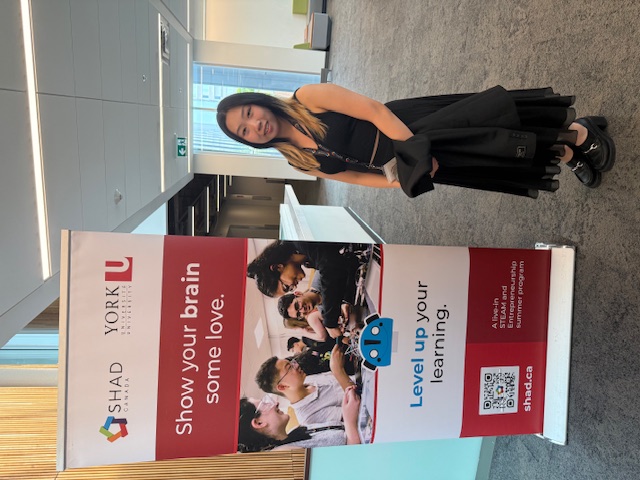 SHAD
CANADA
YORK U
UNIVERSITÉ
UNIVERSITY
Show your brain
some love.
Level up your
learning.
shad.ca
A live-in
STEAM and
Entrepreneurship
summer program